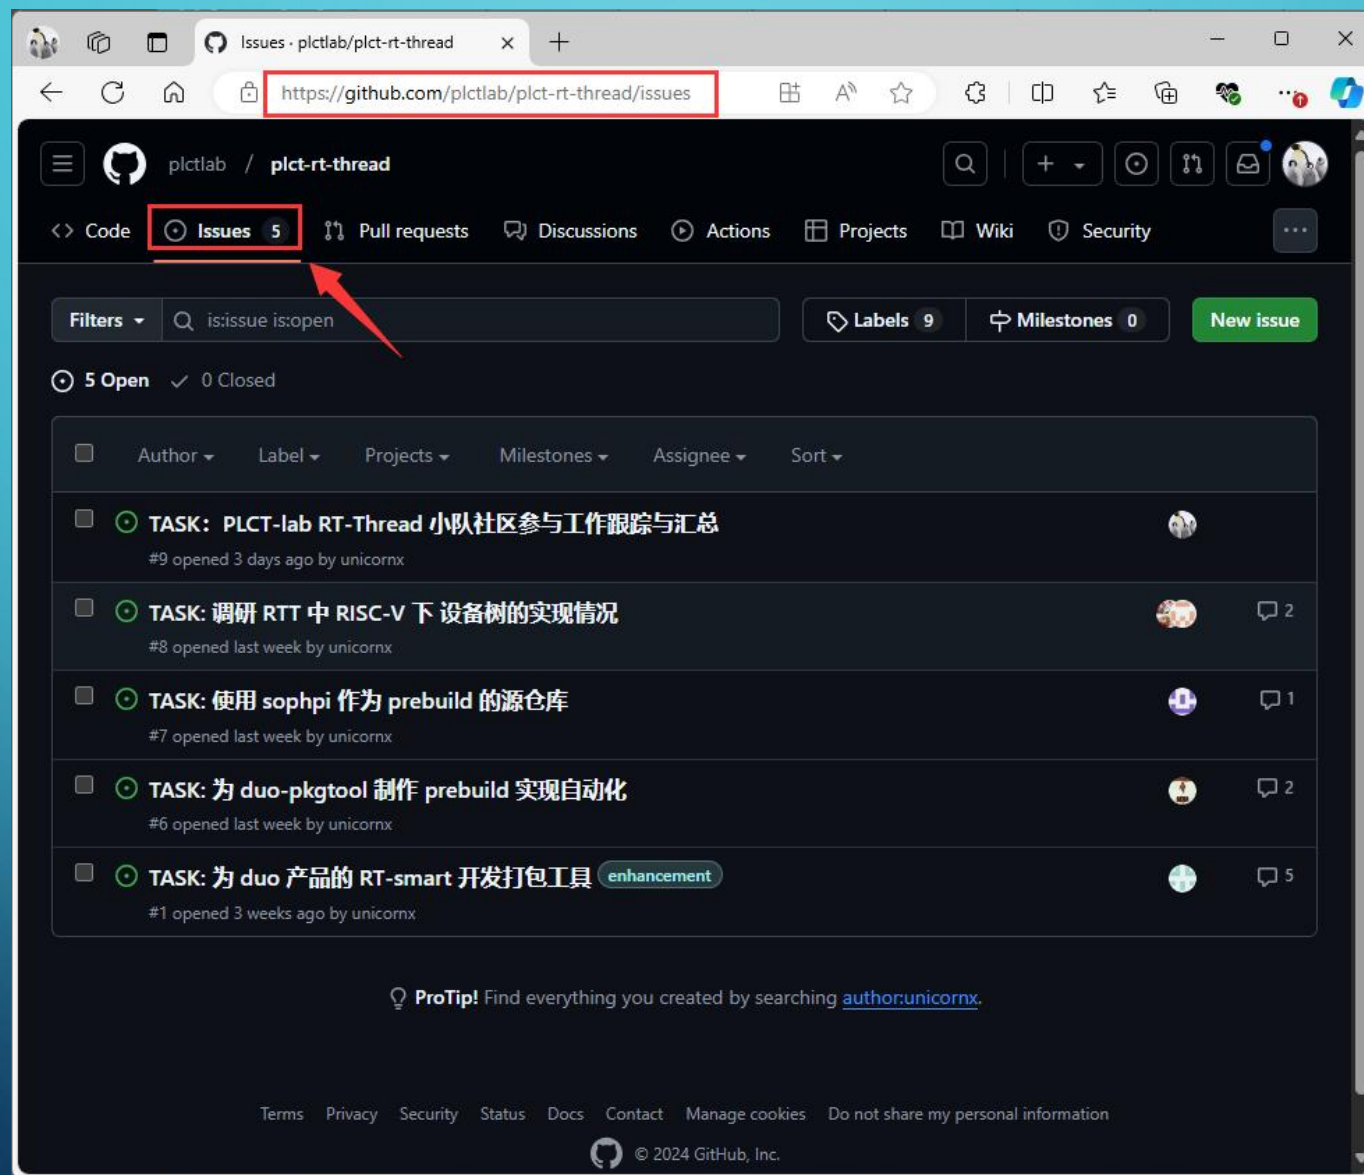 Issues · plctlab/plct-rt-thread
https://github.com/plctlab/plct-rt-thread/issues
plctlab / plct-rt-thread
Code Issues 5 Pull requests Discussions Actions Projects Wiki Security
Filters is:issue is:open Labels 9 Milestones 0 New issue
5 Open 0 Closed
Author Label Projects Milestones Assignee Sort
TASK：PLCT-lab RT-Thread 小队社区参与工作跟踪与汇总
#9 opened 3 days ago by unicornx
TASK: 调研 RTT 中 RISC-V 下 设备树的实现情况 2
#8 opened last week by unicornx
TASK: 使用 sophpi 作为 prebuild 的源仓库 1
#7 opened last week by unicornx
TASK: 为 duo-pkgtool 制作 prebuild 实现自动化 2
#6 opened last week by unicornx
TASK: 为 duo 产品的 RT-smart 开发打包工具 enhancement 5
#1 opened 3 weeks ago by unicornx
ProTip! Find everything you created by searching author:unicornx.
Terms Privacy Security Status Docs Contact Manage cookies Do not share my personal information
© 2024 GitHub, Inc.